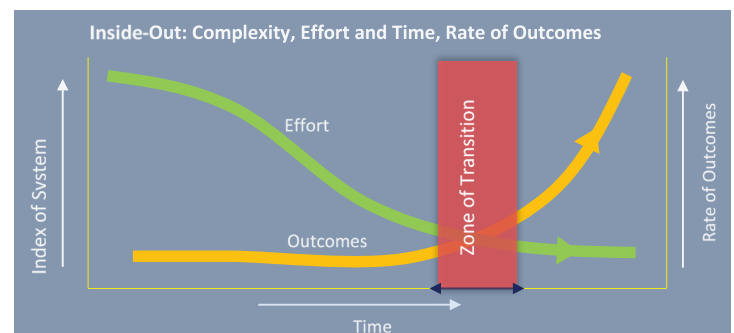 Inside-Out: Complexity, Effort and Time, Rate of Outcomes
Index of System
Effort
Outcomes
Zone of Transition
Rate of Outcomes
Time